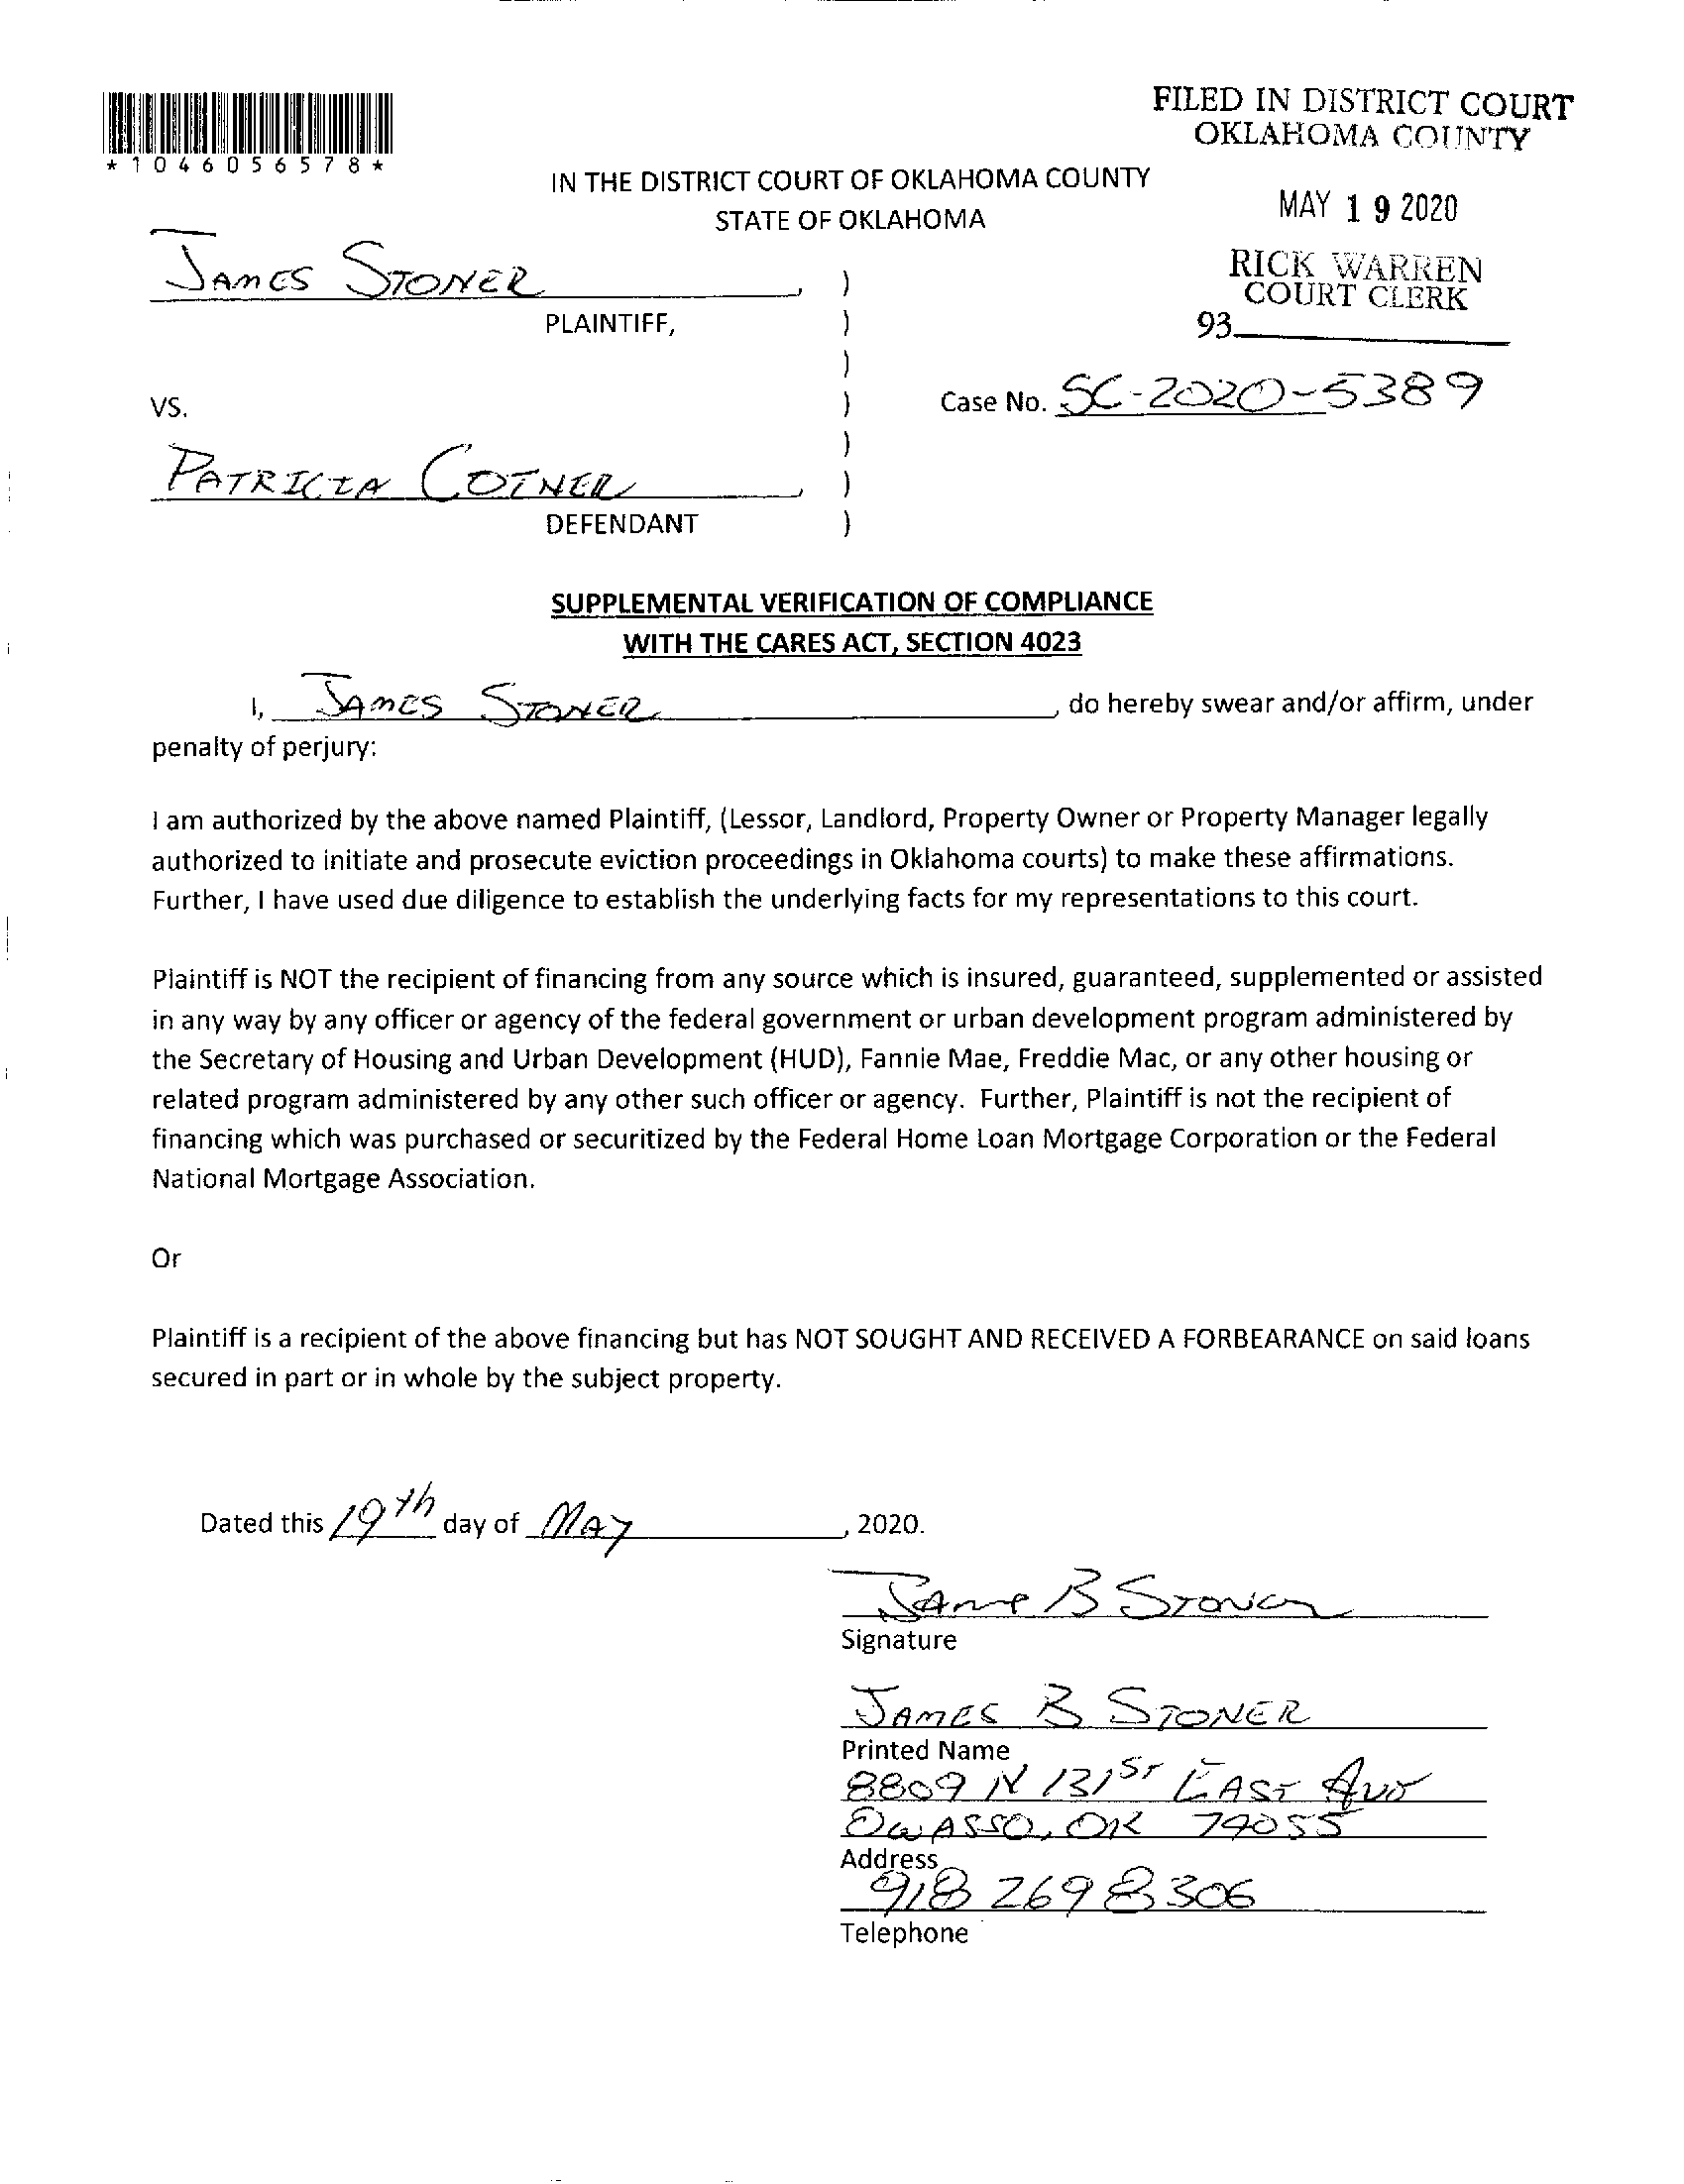 FILED IN DISTRICT COURT
OKLAHOMA COUNTY
*1046056578*
IN THE DISTRICT COURT OF OKLAHOMA COUNTY
STATE OF OKLAHOMA
MAY 19 2020
RICK WARREN
COURT CLERK
93
JAMES STONER, )
PLAINTIFF, )
)
VS. )
Case No. SC-2020-5389
)
PATRICIA COTNER, )
DEFENDANT )
SUPPLEMENTAL VERIFICATION OF COMPLIANCE
WITH THE CARES ACT, SECTION 4023
I, JAMES STONER, do hereby swear and/or affirm, under
penalty of perjury:
I am authorized by the above named Plaintiff, (Lessor, Landlord, Property Owner or Property Manager legally
authorized to initiate and prosecute eviction proceedings in Oklahoma courts) to make these affirmations.
Further, I have used due diligence to establish the underlying facts for my representations to this court.
Plaintiff is NOT the recipient of financing from any source which is insured, guaranteed, supplemented or assisted
in any way by any officer or agency of the federal government or urban development program administered by
the Secretary of Housing and Urban Development (HUD), Fannie Mae, Freddie Mac, or any other housing or
related program administered by any other such officer or agency. Further, Plaintiff is not the recipient of
financing which was purchased or securitized by the Federal Home Loan Mortgage Corporation or the Federal
National Mortgage Association.
Or
Plaintiff is a recipient of the above financing but has NOT SOUGHT AND RECEIVED A FORBEARANCE on said loans
secured in part or in whole by the subject property.
Dated this 19th day of MAY, 2020.
James B Stoner
Signature
JAMES B STONER
Printed Name
8809 N 131ST EAST AVE
OWASSO, OK 74055
Address
918 269 8306
Telephone